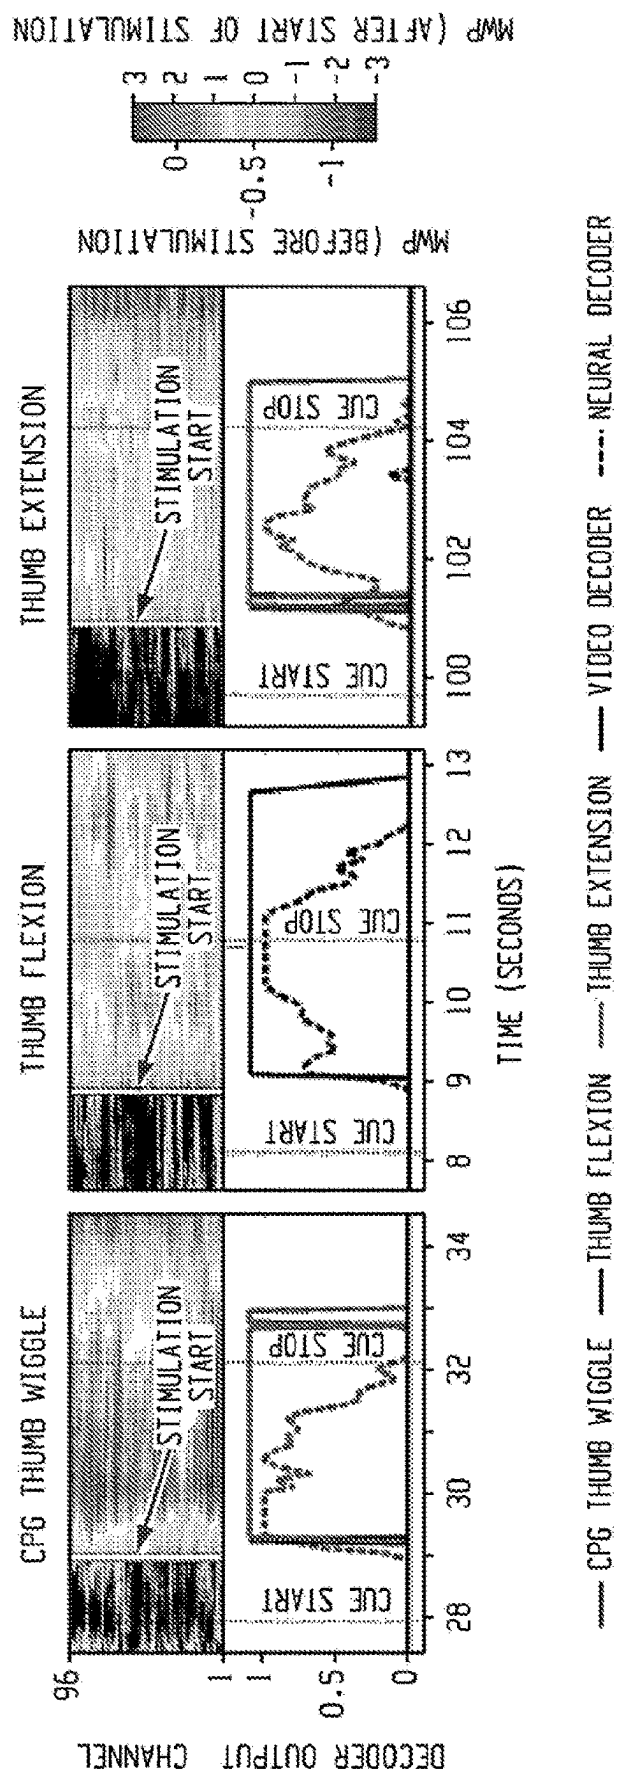 CPG THUMB WIGGLE
THUMB FLEXION
THUMB EXTENSION
CHANNEL
96
1
STIMULATION
START
STIMULATION
START
STIMULATION
START
DECODER OUTPUT
1
0.5
0
CUE START
CUE STOP
CUE START
CUE STOP
CUE START
CUE STOP
28
30
32
34
8
9
10
11
12
13
100
102
104
106
TIME (SECONDS)
MWP (BEFORE STIMULATION
0
-0.5
-1
3
2
1
0
-1
-2
-3
MWP (AFTER START OF STIMULATION
CPG THUMB WIGGLE
THUMB FLEXION
THUMB EXTENSION
VIDEO DECODER
NEURAL DECODER